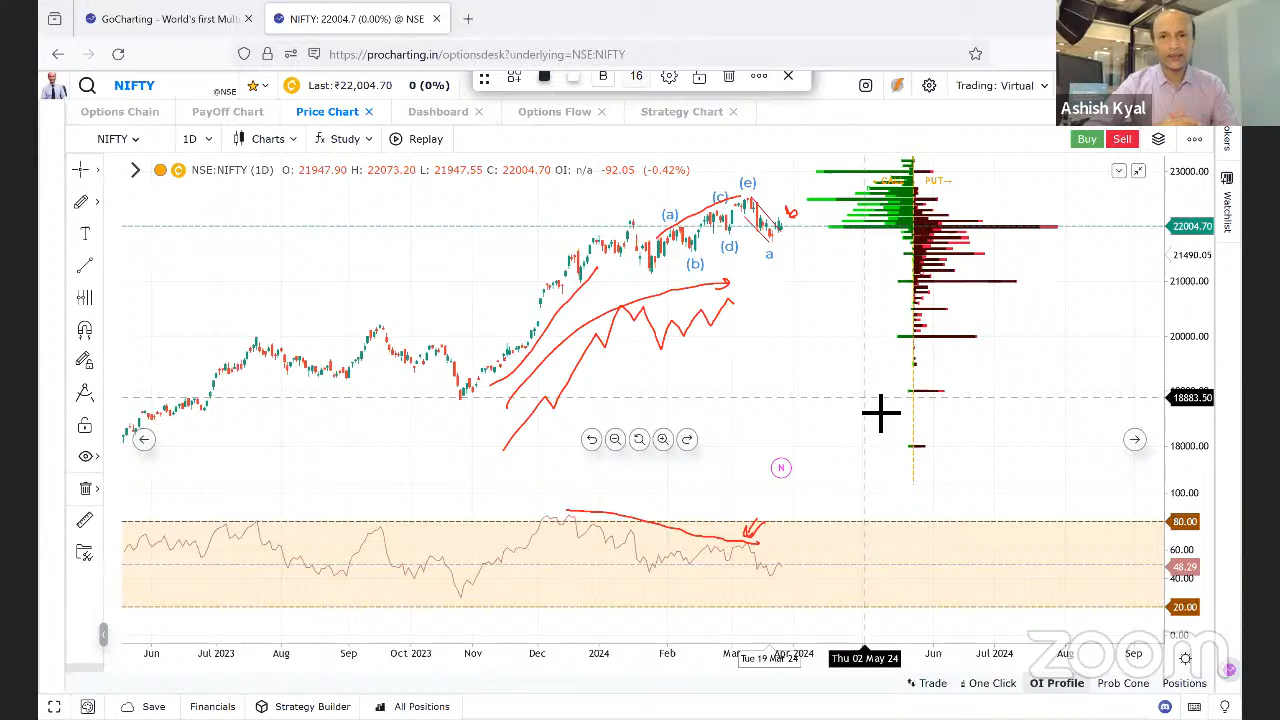 GoCharting - World's first Mult
NIFTY: 22004.7 (0.00%) @ NSE
https://procharting.in/options/desk?underlying=NSE:NIFTY
B 16
Ashish Kyal
NIFTY @NSE Last:₹22,000.70 0 (0%) Trading: Virtual
Options Chain PayOff Chart Price Chart Dashboard Options Flow Strategy Chart
NIFTY 1D Charts Study Replay Buy Sell
NSE:NIFTY (1D) O: 21947.90 H: 22073.20 L: 21947.55 C: 22004.70 OI: n/a -92.05 (-0.42%)
Watchlist
PUT→
23000.00
(e)
(c)
(a)
22004.70
(d)
a
21490.05
(b)
21000.00
20000.00
18883.50
18000.00
N
100.00
80.00
60.00
48.29
40.00
20.00
0.00
Jun Jul 2023 Aug Sep Oct Nov Dec Feb Mar Apr 2024 Jun Jul 2024 Aug Sep
Tue 19 Mar 24 Thu 02 May 24
zoom
Trade One Click OI Profile Prob Cone Positions
Save Financials Strategy Builder All Positions